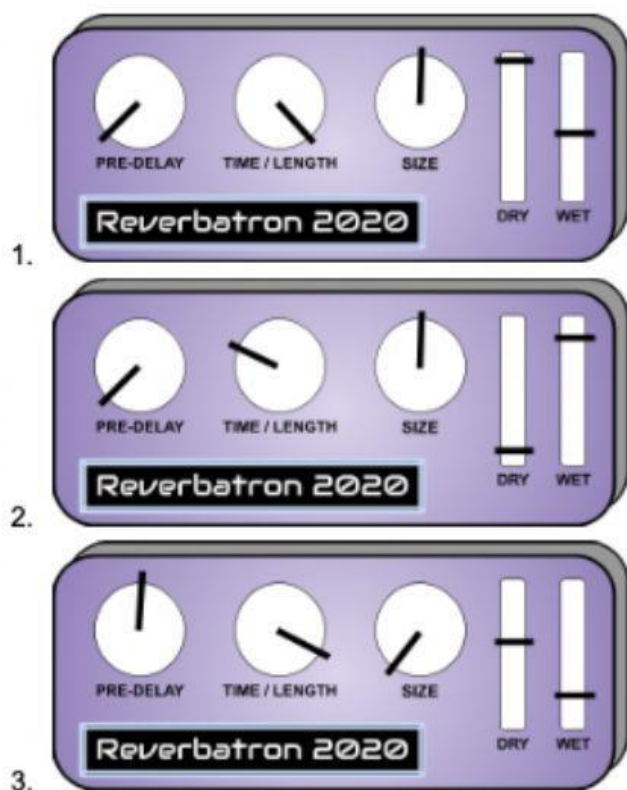 PRE-DELAY TIME / LENGTH SIZE
DRY WET
Reverbatron 2020
1.
PRE-DELAY TIME / LENGTH SIZE
DRY WET
Reverbatron 2020
2.
PRE-DELAY TIME / LENGTH SIZE
DRY WET
Reverbatron 2020
3.